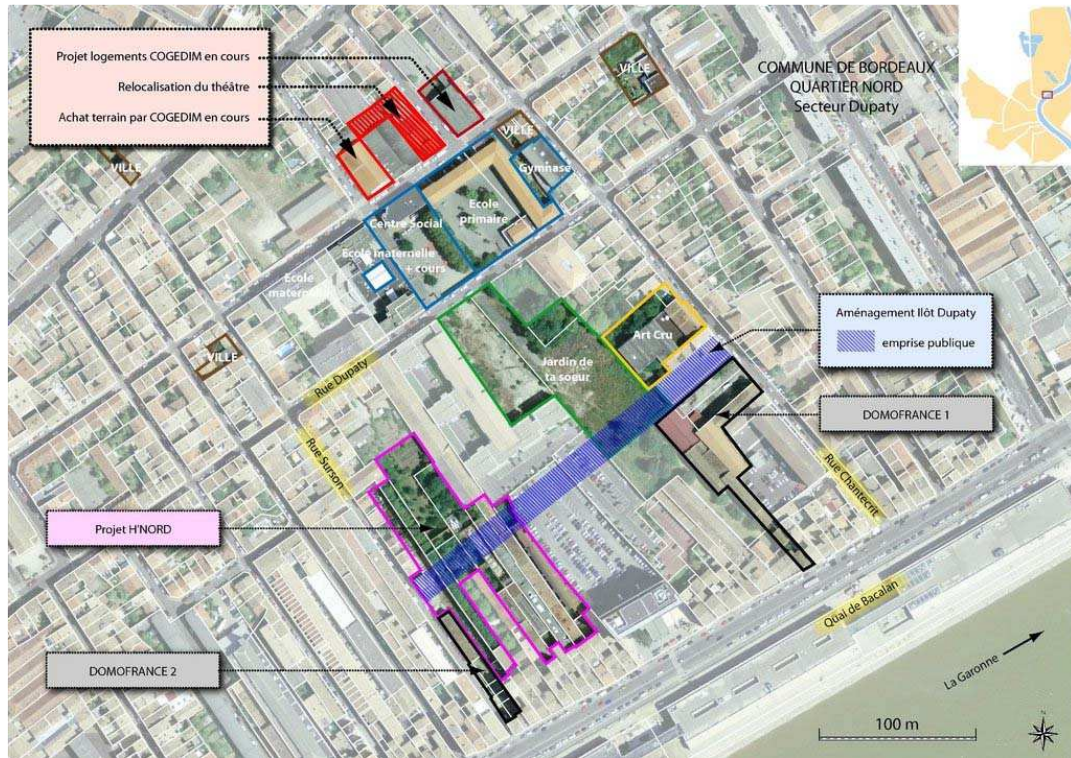 Projet logements COGEDIM en cours
Relocalisation du théâtre
Achat terrain par COGEDIM en cours
VILLE
COMMUNE DE BORDEAUX
QUARTIER NORD
Secteur Dupaty
VILLE
VILLE
Gymnase
Ecole
primaire
Centre Social
Ecole maternelle
+ cours
Ecole
maternelle
VILLE
Aménagement Ilôt Dupaty
emprise publique
Art Cru
Jardin de
ta soeur
Rue Dupaty
DOMOFRANCE 1
Rue Surson
Rue Chantecrit
Projet H'NORD
Quai de Bacalan
DOMOFRANCE 2
La Garonne
100 m